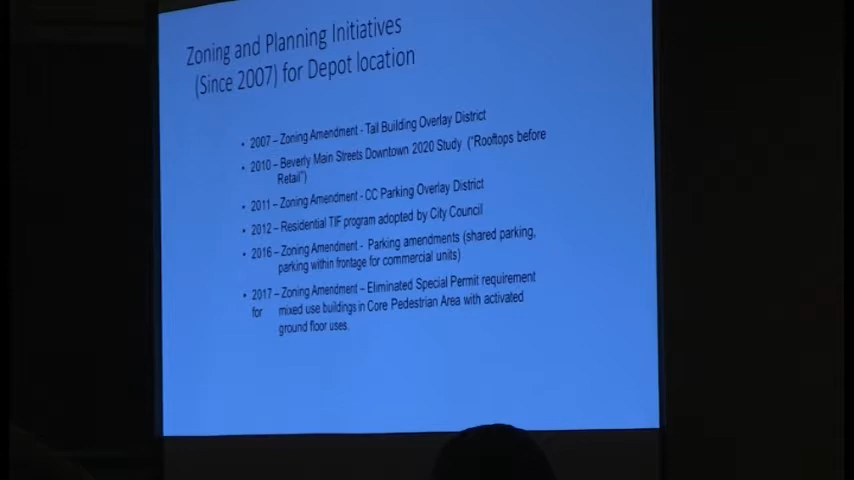 Zoning and Planning Initiatives
(Since 2007) for Depot location
• 2007 – Zoning Amendment - Tall Building Overlay District
• 2010 – Beverly Main Streets Downtown 2020 Study ("Rooftops before
Retail")
• 2011 – Zoning Amendment - CC Parking Overlay District
• 2012 – Residential TIF program adopted by City Council
• 2016 – Zoning Amendment - Parking amendments (shared parking,
parking within frontage for commercial units)
• 2017 – Zoning Amendment – Eliminated Special Permit requirement
for mixed use buildings in Core Pedestrian Area with activated
ground floor uses.